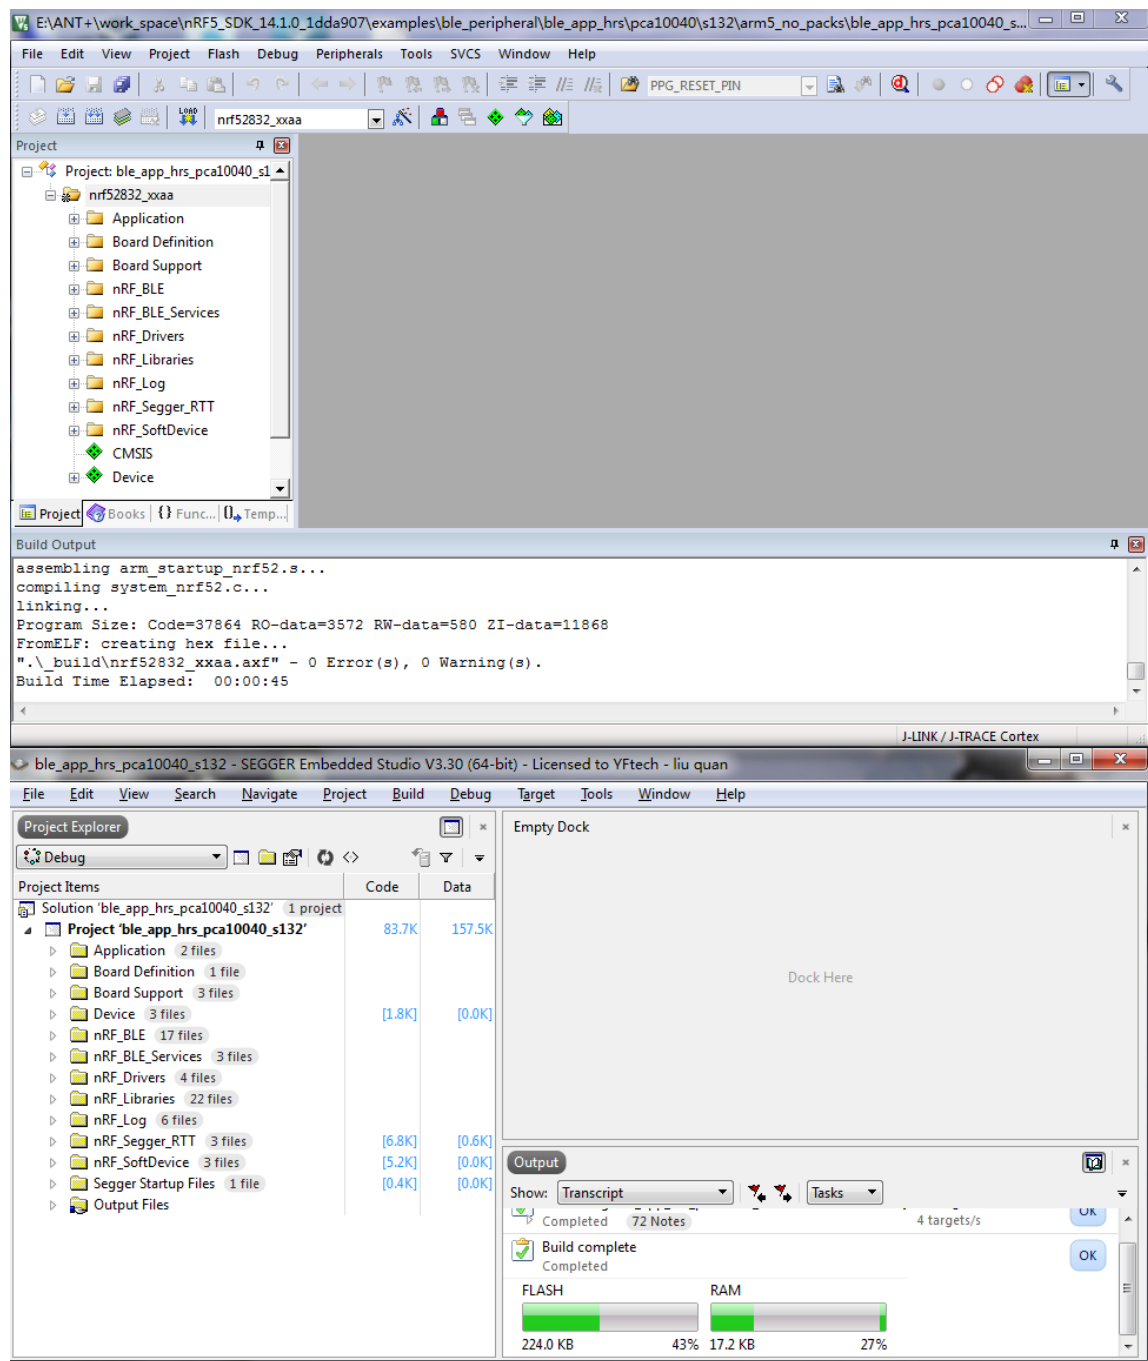 E:\ANT+\work_space\nRF5_SDK_14.1.0_1dda907\examples\ble_peripheral\ble_app_hrs\pca10040\s132\arm5_no_packs\ble_app_hrs_pca10040_s...
File Edit View Project Flash Debug Peripherals Tools SVCS Window Help
PPG_RESET_PIN
LOAD nrf52832_xxaa
Project
Project: ble_app_hrs_pca10040_s1
nrf52832_xxaa
Application
Board Definition
Board Support
nRF_BLE
nRF_BLE_Services
nRF_Drivers
nRF_Libraries
nRF_Log
nRF_Segger_RTT
nRF_SoftDevice
CMSIS
Device
Project Books {} Func... Temp...
Build Output
assembling arm_startup_nrf52.s...
compiling system_nrf52.c...
linking...
Program Size: Code=37864 RO-data=3572 RW-data=580 ZI-data=11868
FromELF: creating hex file...
".\_build\nrf52832_xxaa.axf" - 0 Error(s), 0 Warning(s).
Build Time Elapsed:  00:00:45
J-LINK / J-TRACE Cortex
ble_app_hrs_pca10040_s132 - SEGGER Embedded Studio V3.30 (64-bit) - Licensed to YFtech - liu quan
File Edit View Search Navigate Project Build Debug Target Tools Window Help
Project Explorer
Debug
Project Items Code Data
Solution 'ble_app_hrs_pca10040_s132' 1 project
Project 'ble_app_hrs_pca10040_s132' 83.7K 157.5K
Application 2 files
Board Definition 1 file
Board Support 3 files
Device 3 files [1.8K] [0.0K]
nRF_BLE 17 files
nRF_BLE_Services 3 files
nRF_Drivers 4 files
nRF_Libraries 22 files
nRF_Log 6 files
nRF_Segger_RTT 3 files [6.8K] [0.6K]
nRF_SoftDevice 3 files [5.2K] [0.0K]
Segger Startup Files 1 file [0.4K] [0.0K]
Output Files
Empty Dock
Dock Here
Output
Show: Transcript Tasks
Completed 72 Notes 4 targets/s OK
Build complete
Completed OK
FLASH RAM
224.0 KB 43% 17.2 KB 27%